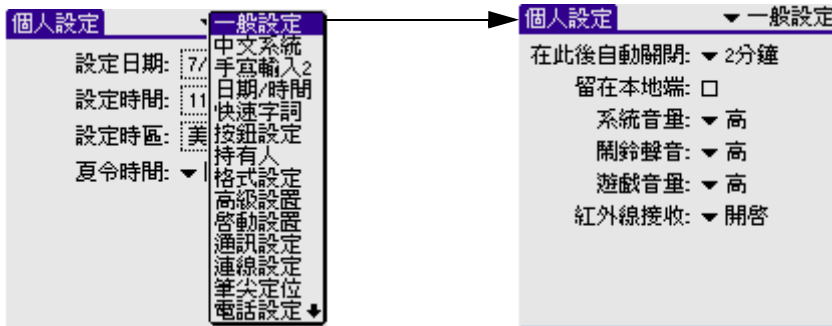 個人設定
設定日期: 7/
設定時間: 11
設定時區: 美
夏令時間:
一般設定
中文系統
手寫輸入2
日期/時間
快速字詞
按鈕設定
持有人
格式設定
高級設置
啓動設置
通訊設定
連線設定
筆尖定位
電話設定
個人設定 一般設定
在此後自動關閉: 2分鐘
留在本地端:
系統音量: 高
鬧鈴聲音: 高
遊戲音量: 高
紅外線接收: 開啓